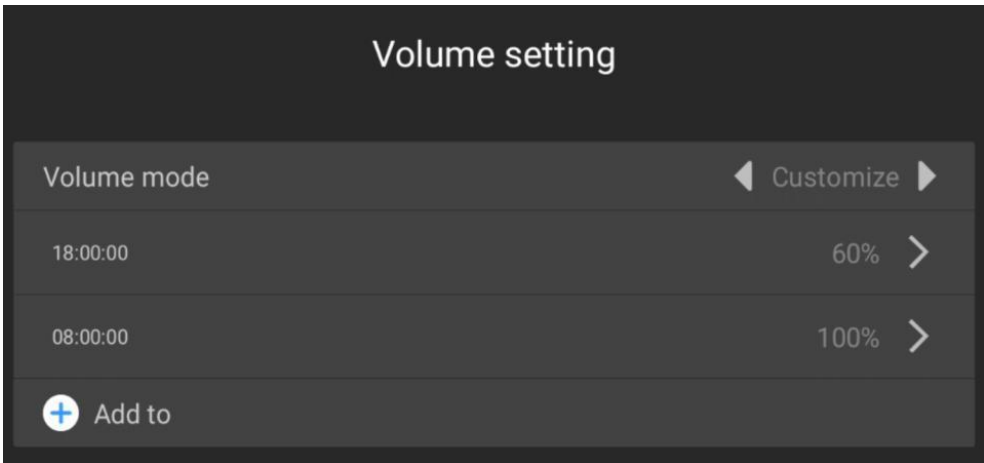 Volume setting
Volume mode Customize
18:00:00 60%
08:00:00 100%
Add to